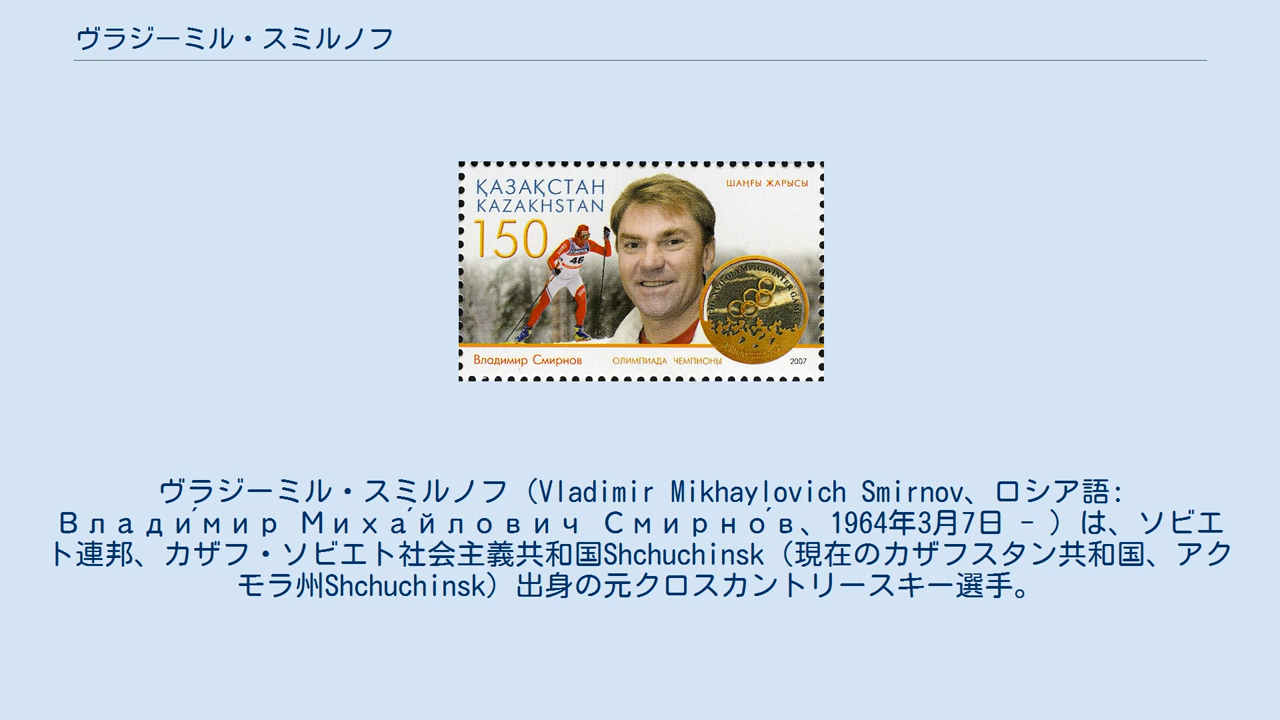 ヴラジーミル・スミルノフ
ҚАЗАҚСТАН
KAZAKHSTAN
150
ШАҢҒЫ ЖАРЫСЫ
46
Владимир Смирнов
ОЛИМПИАДА ЧЕМПИОНЫ
2007
ヴラジーミル・スミルノフ（Vladimir Mikhaylovich Smirnov、ロシア語:
Влади́мир Миха́йлович Смирно́в、1964年3月7日 - ）は、ソビエ
ト連邦、カザフ・ソビエト社会主義共和国Shchuchinsk（現在のカザフスタン共和国、アク
モラ州Shchuchinsk）出身の元クロスカントリースキー選手。